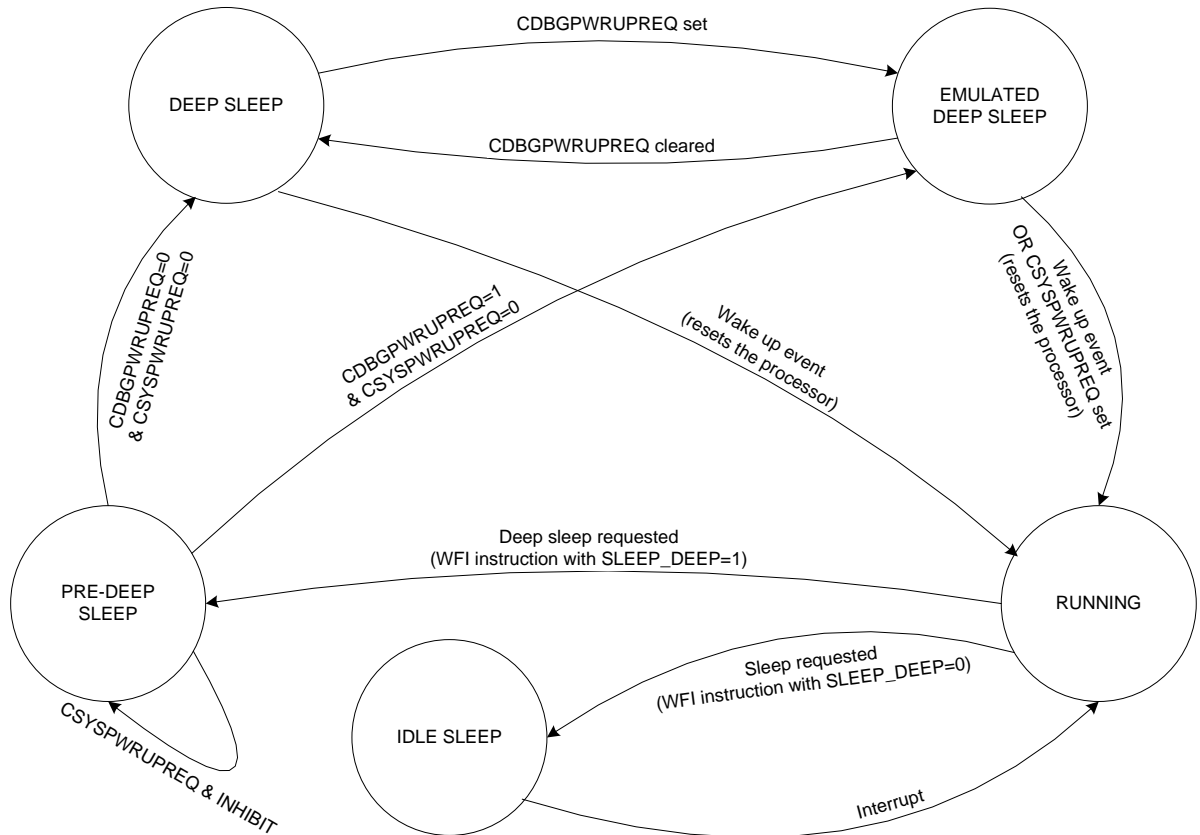 CDBGPWRUPREQ set
DEEP SLEEP
EMULATED
DEEP SLEEP
CDBGPWRUPREQ cleared
CDBGPWRUPREQ=0
& CSYSPWRUPREQ=0
CDBGPWRUPREQ=1
& CSYSPWRUPREQ=0
Wake up event
(resets the processor)
Wake up event
OR CSYSPWRUPREQ set
(resets the processor)
Deep sleep requested
(WFI instruction with SLEEP_DEEP=1)
PRE-DEEP
SLEEP
RUNNING
Sleep requested
(WFI instruction with SLEEP_DEEP=0)
CSYSPWRUPREQ & INHIBIT
IDLE SLEEP
Interrupt